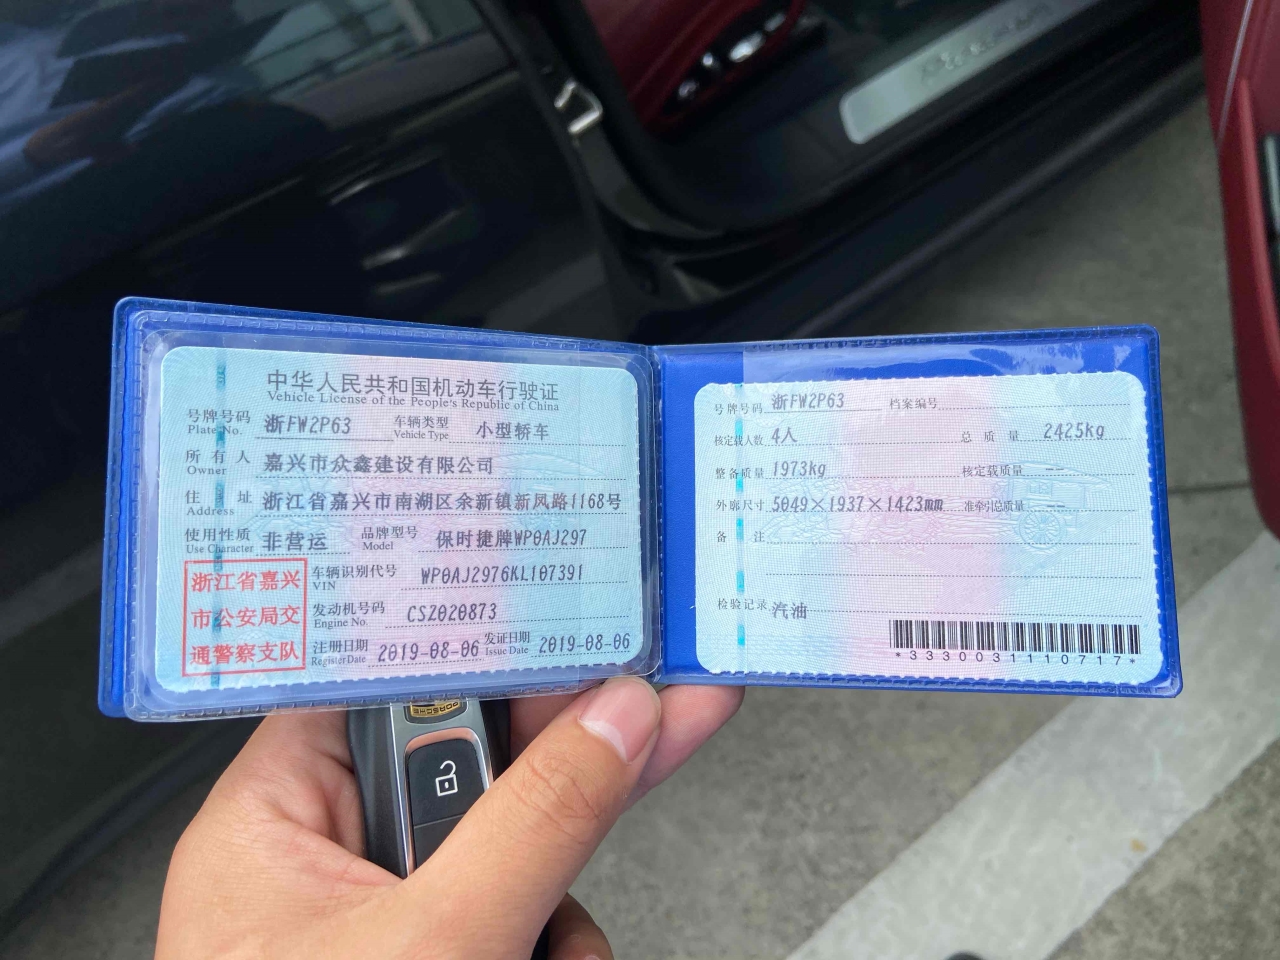 中华人民共和国机动车行驶证
Vehicle License of the People's Republic of China
号牌号码 浙FW2P63 车辆类型 小型轿车
Plate No. Vehicle Type
所有人 嘉兴市众鑫建设有限公司
Owner
住址 浙江省嘉兴市南湖区余新镇新凤路1168号
Address
使用性质 非营运 品牌型号 保时捷牌WP0AJ297
Use Character Model
浙江省嘉兴
市公安局交
通警察支队
车辆识别代号 WP0AJ2976KL107391
VIN
发动机号码 CSZ020873
Engine No.
注册日期 2019-08-06 发证日期 2019-08-06
Register Date Issue Date
号牌号码 浙FW2P63 档案编号
核定载人数 4人 总质量 2425kg
整备质量 1973kg 核定载质量 --
外廓尺寸 5049×1937×1423mm 准牵引总质量 --
备注
检验记录 汽油
*3330031110717*
PORSCHE